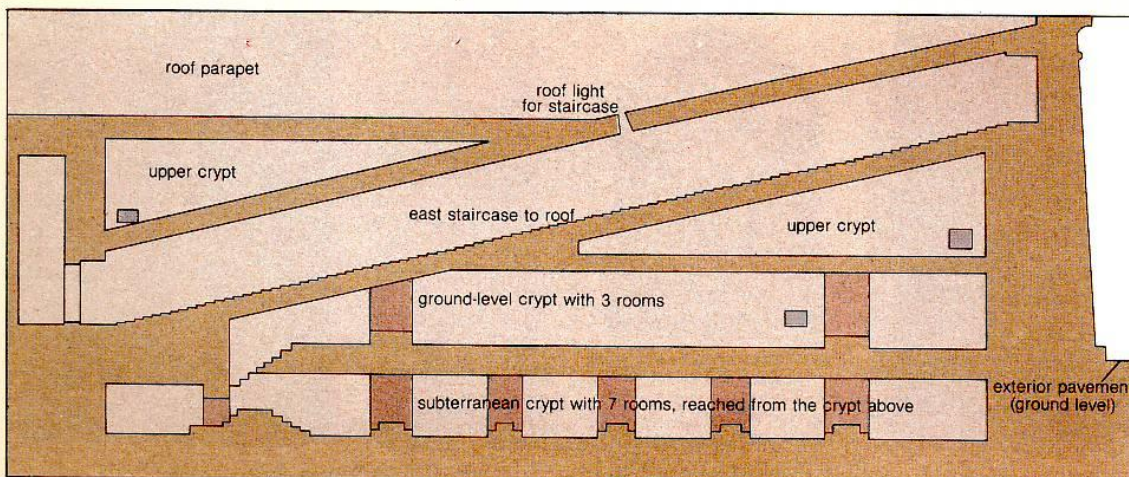 roof parapet
roof light
for staircase
upper crypt
east staircase to roof
upper crypt
ground-level crypt with 3 rooms
subterranean crypt with 7 rooms, reached from the crypt above
exterior pavemen
(ground level)